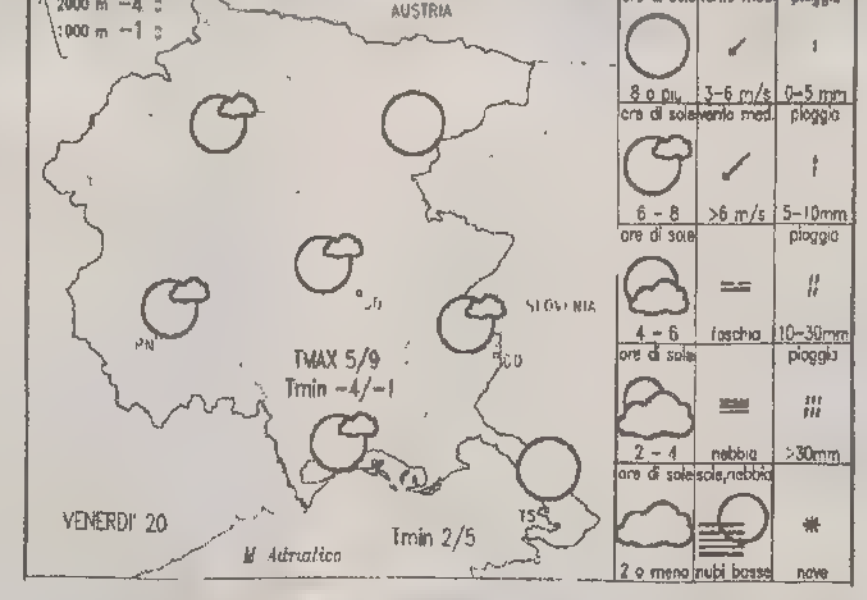 2000 m -4
1000 m -1
AUSTRIA
SLOVENIA
PN
UD
GO
TMAX 5/9
Tmin -4/-1
VENERDI' 20
M Adriatico
TS
Tmin 2/5
ore di sole vento med. pioggia
8 o più 3-6 m/s 0-5 mm
ore di sole vento med. pioggia
6 - 8 >6 m/s 5-10mm
ore di sole pioggia
4 - 6 foschia 10-30mm
ore di sole pioggia
2 - 4 nebbia >30mm
ore di sole sole,nebbia
2 o meno nubi basse neve